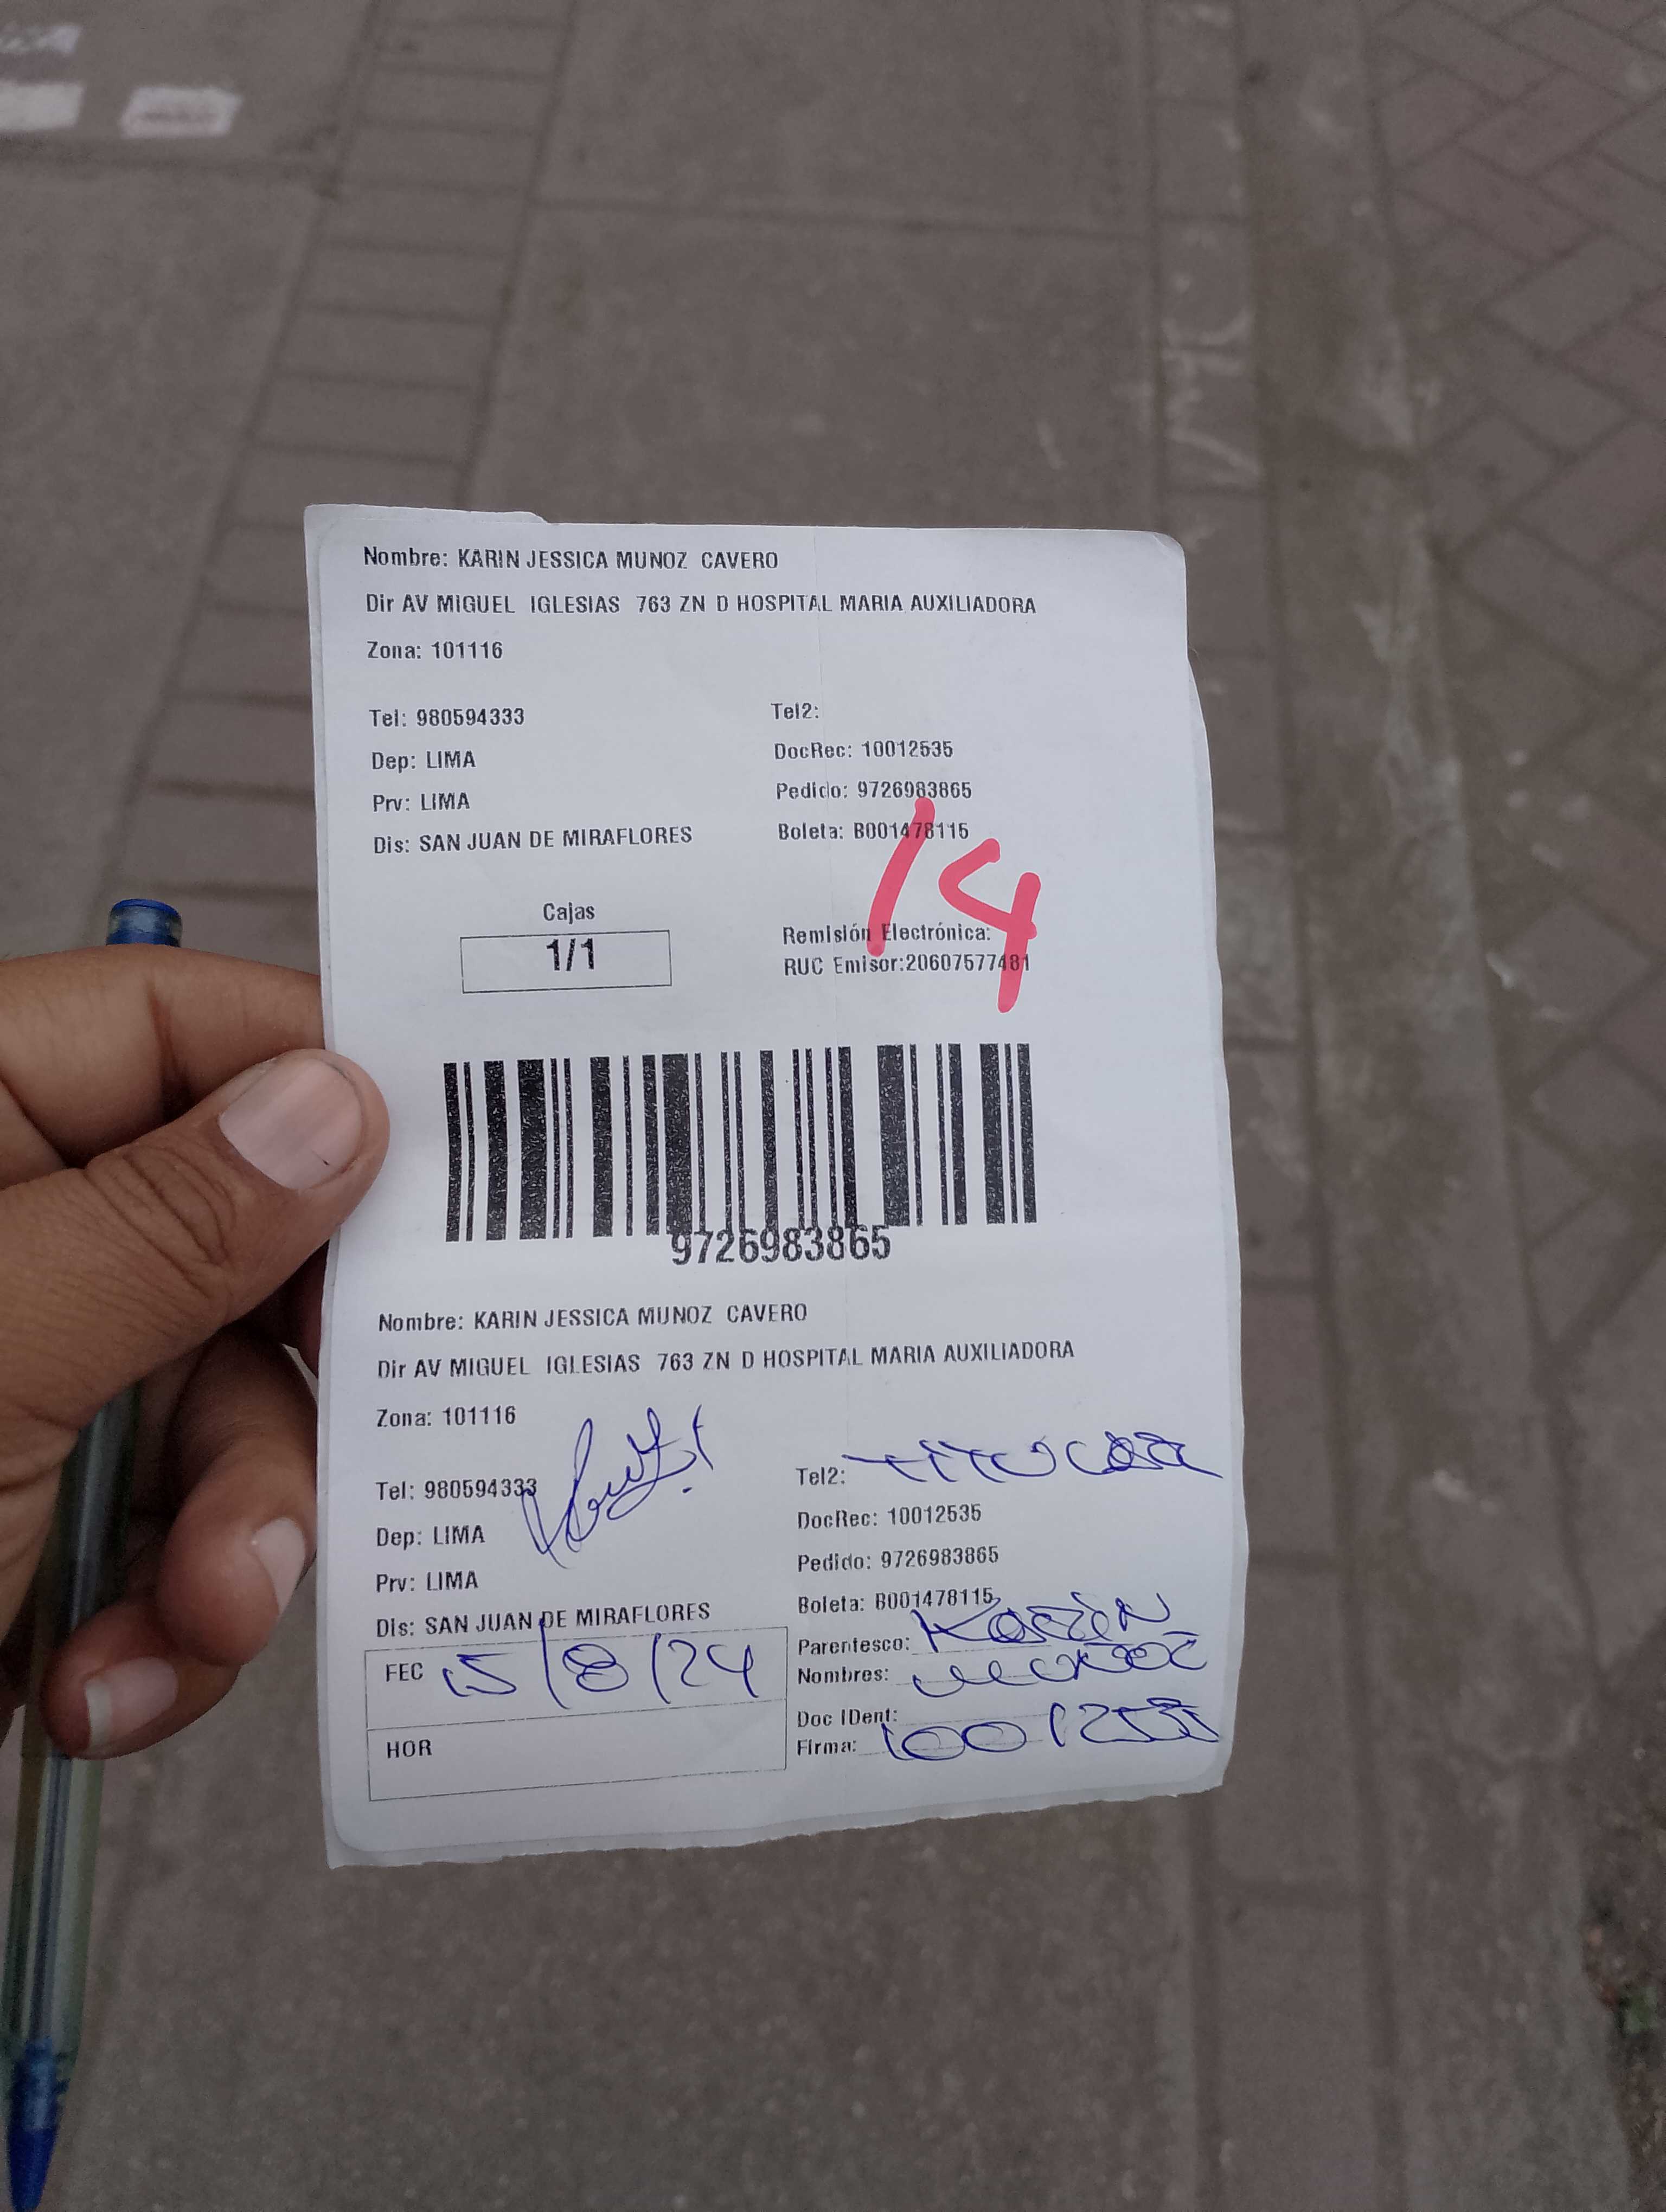 Nombre: KARIN JESSICA MUNOZ CAVERO
Dir AV MIGUEL IGLESIAS 763 ZN D HOSPITAL MARIA AUXILIADORA
Zona: 101116
Tel: 980594333 Tel2:
Dep: LIMA DocRec: 10012535
Prv: LIMA Pedido: 9726983865
Dis: SAN JUAN DE MIRAFLORES Boleta: B001478115
14
Cajas
1/1
Remisión Electrónica:
RUC Emisor:20607577481
9726983865
Nombre: KARIN JESSICA MUNOZ CAVERO
Dir AV MIGUEL IGLESIAS 763 ZN D HOSPITAL MARIA AUXILIADORA
Zona: 101116
Tel: 980594333 Tel2: TITULAR
Dep: LIMA DocRec: 10012535
Prv: LIMA Pedido: 9726983865
Dis: SAN JUAN DE MIRAFLORES Boleta: B001478115
FEC 15/8/24
HOR
Parentesco: Karin
Nombres: Muñoz
Doc IDent:
Firma: 10012535